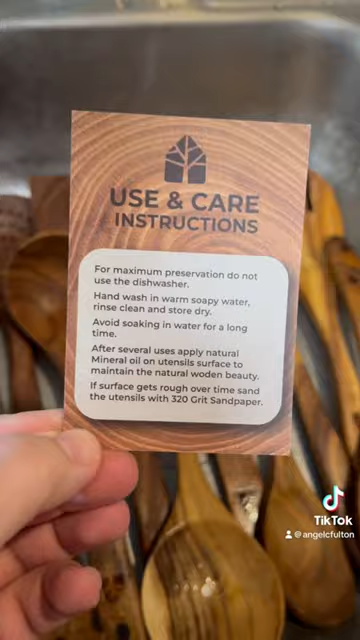 USE & CARE
INSTRUCTIONS
For maximum preservation do not
use the dishwasher.
Hand wash in warm soapy water,
rinse clean and store dry.
Avoid soaking in water for a long
time.
After several uses apply natural
Mineral oil on utensils surface to
maintain the natural woden beauty.
If surface gets rough over time sand
the utensils with 320 Grit Sandpaper.
TikTok
@angelcfulton